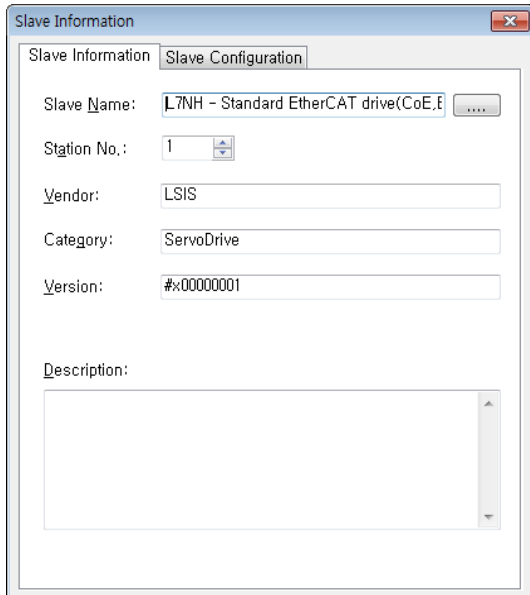 Slave Information
Slave Information Slave Configuration
Slave Name: L7NH - Standard EtherCAT drive(CoE,E ....
Station No.: 1
Vendor: LSIS
Category: ServoDrive
Version: #x00000001
Description: